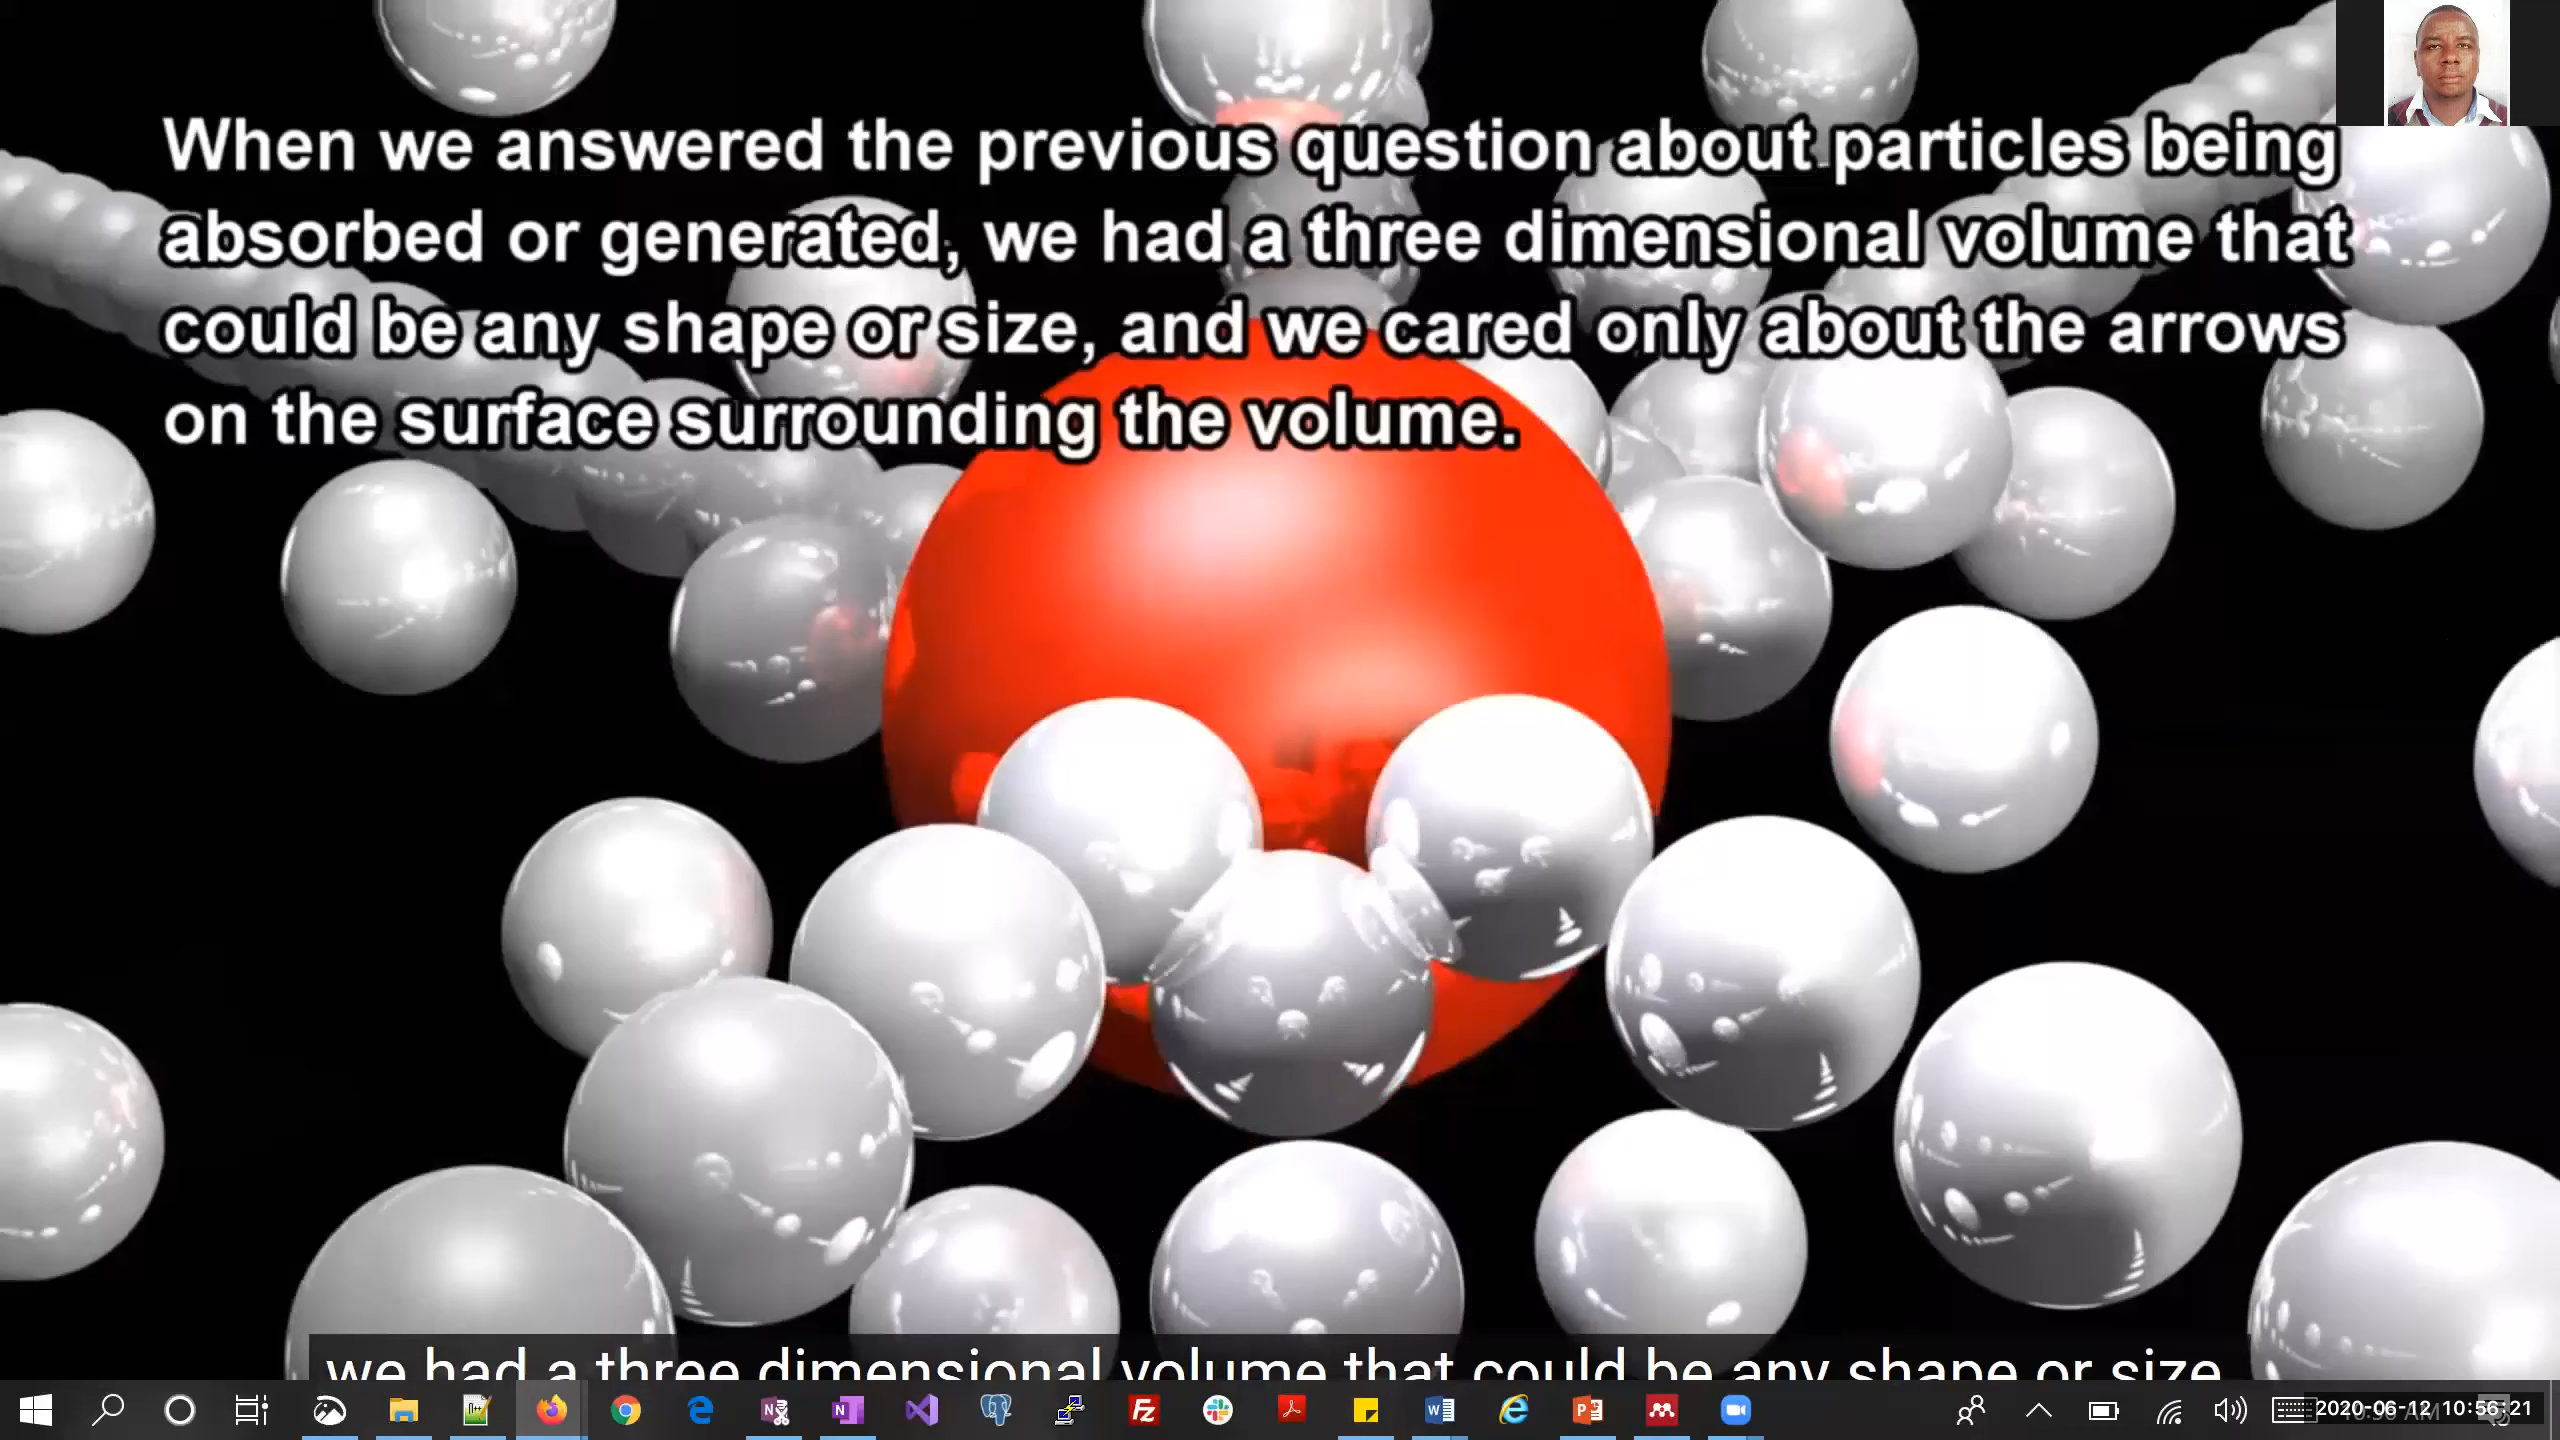 When we answered the previous question about particles being
absorbed or generated, we had a three dimensional volume that
could be any shape or size, and we cared only about the arrows
on the surface surrounding the volume.
we had a three dimensional volume that could be any shape or size
2020-06-12 10:56:21